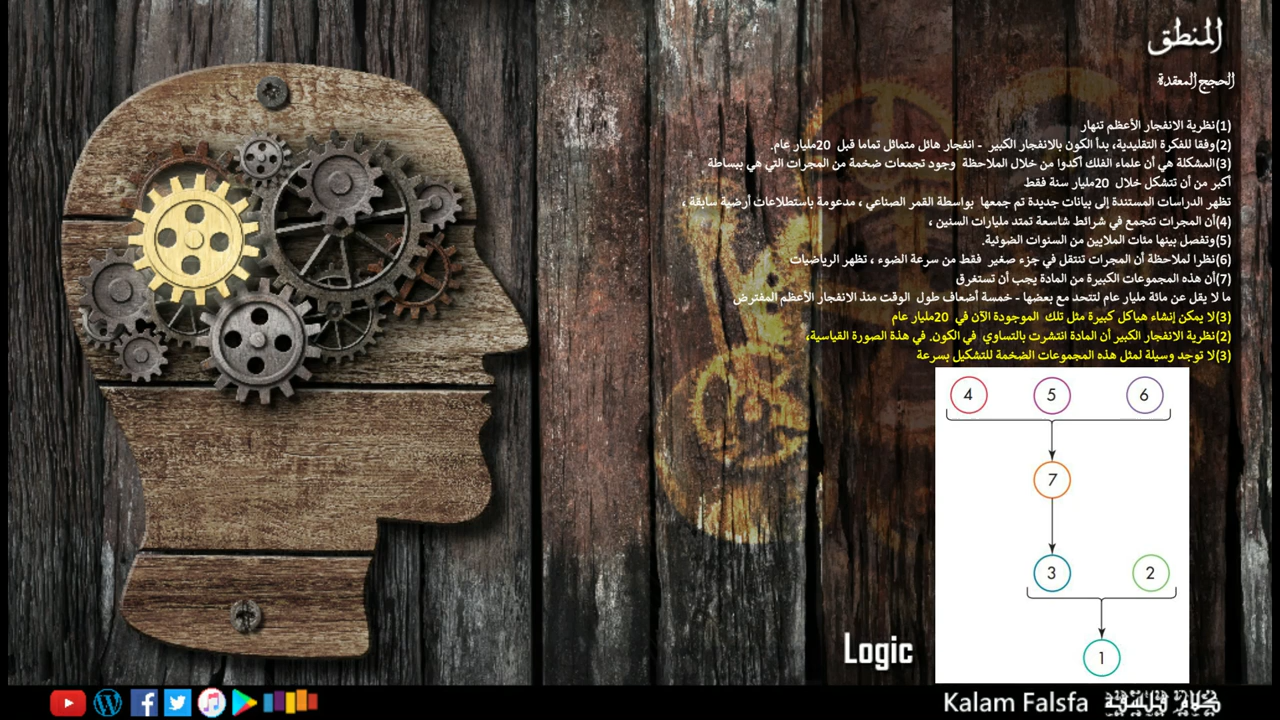 المنطق
الحجج المعقدة
(1)نظرية الانفجار الأعظم تنهار
(2)وفقا للفكرة التقليدية، بدأ الكون بالانفجار الكبير - انفجار هائل متماثل تماما قبل 20مليار عام.
(3)المشكلة هي أن علماء الفلك أكدوا من خلال الملاحظة وجود تجمعات ضخمة من المجرات التي هي ببساطة
أكبر من أن تتشكل خلال 20مليار سنة فقط
تظهر الدراسات المستندة إلى بيانات جديدة تم جمعها بواسطة القمر الصناعي ، مدعومة باستطلاعات أرضية سابقة ،
(4)أن المجرات تتجمع في شرائط شاسعة تمتد مليارات السنين ،
(5)وتفصل بينها مئات الملايين من السنوات الضوئية.
(6)نظرا لملاحظة أن المجرات تنتقل في جزء صغير فقط من سرعة الضوء ، تظهر الرياضيات
(7)أن هذه المجموعات الكبيرة من المادة يجب أن تستغرق
ما لا يقل عن مائة مليار عام لتتحد مع بعضها - خمسة أضعاف طول الوقت منذ الانفجار الأعظم المفترض
(3)لا يمكن إنشاء هياكل كبيرة مثل تلك الموجودة الآن في 20مليار عام
(2)نظرية الانفجار الكبير أن المادة انتشرت بالتساوي في الكون. في هذة الصورة القياسية،
(3)لا توجد وسيلة لمثل هذه المجموعات الضخمة للتشكيل بسرعة
4 5 6
7
3 2
1
Logic
Kalam Falsfa كلام فلسفة